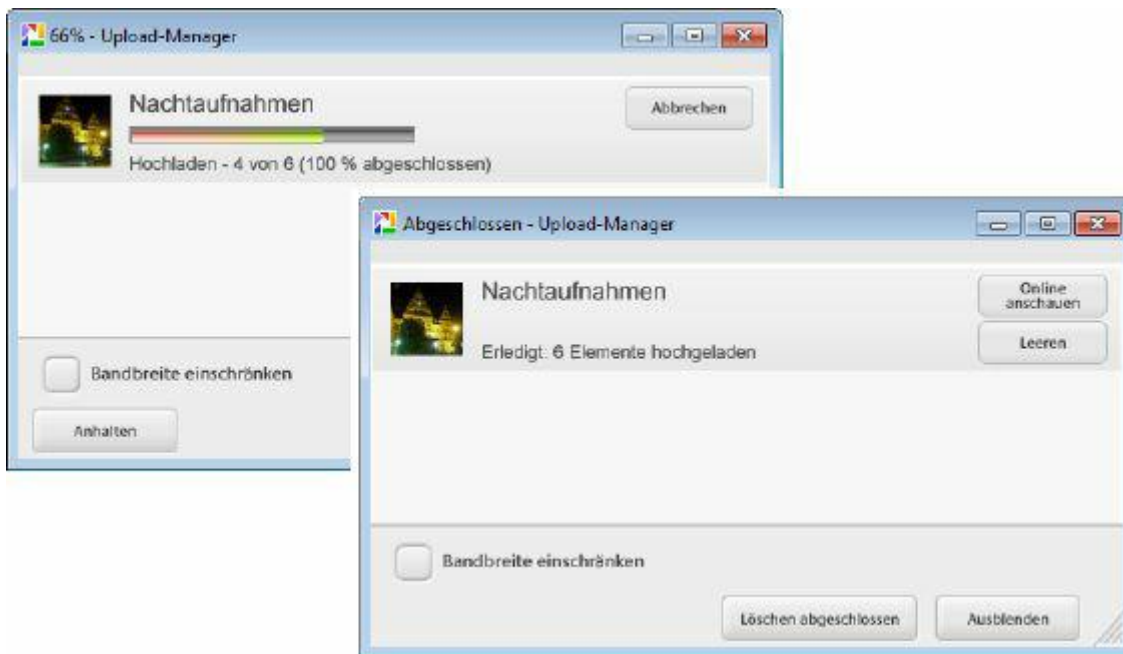 66% - Upload-Manager
Nachtaufnahmen
Abbrechen
Hochladen - 4 von 6 (100 % abgeschlossen)
Bandbreite einschränken
Anhalten
Abgeschlossen - Upload-Manager
Nachtaufnahmen
Online
anschauen
Erledigt: 6 Elemente hochgeladen
Leeren
Bandbreite einschränken
Löschen abgeschlossen
Ausblenden